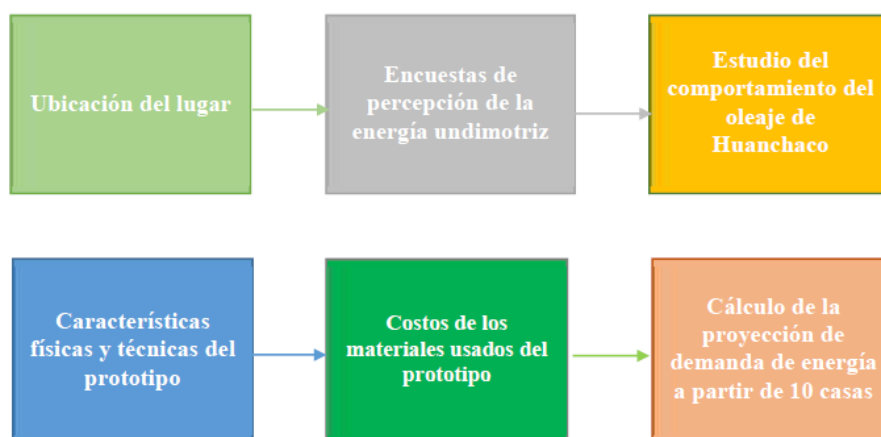 Ubicación del lugar
Encuestas de
percepción de la
energía undimotriz
Estudio del
comportamiento del
oleaje de
Huanchaco
Características
físicas y técnicas del
prototipo
Costos de los
materiales usados del
prototipo
Cálculo de la
proyección de
demanda de energía
a partir de 10 casas